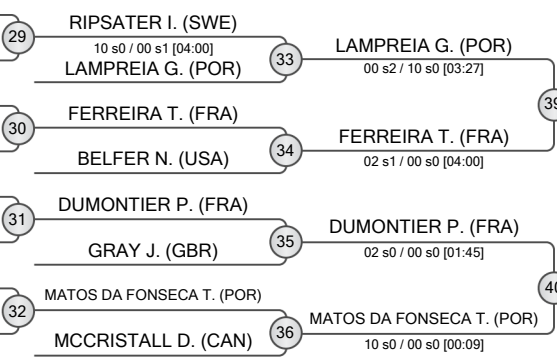 29
RIPSATER I. (SWE)
10 s0 / 00 s1 [04:00]
LAMPREIA G. (POR)
33
LAMPREIA G. (POR)
00 s2 / 10 s0 [03:27]
39
30
FERREIRA T. (FRA)
BELFER N. (USA)
34
FERREIRA T. (FRA)
02 s1 / 00 s0 [04:00]
31
DUMONTIER P. (FRA)
GRAY J. (GBR)
35
DUMONTIER P. (FRA)
02 s0 / 00 s0 [01:45]
40
32
MATOS DA FONSECA T. (POR)
MCCRISTALL D. (CAN)
36
MATOS DA FONSECA T. (POR)
10 s0 / 00 s0 [00:09]